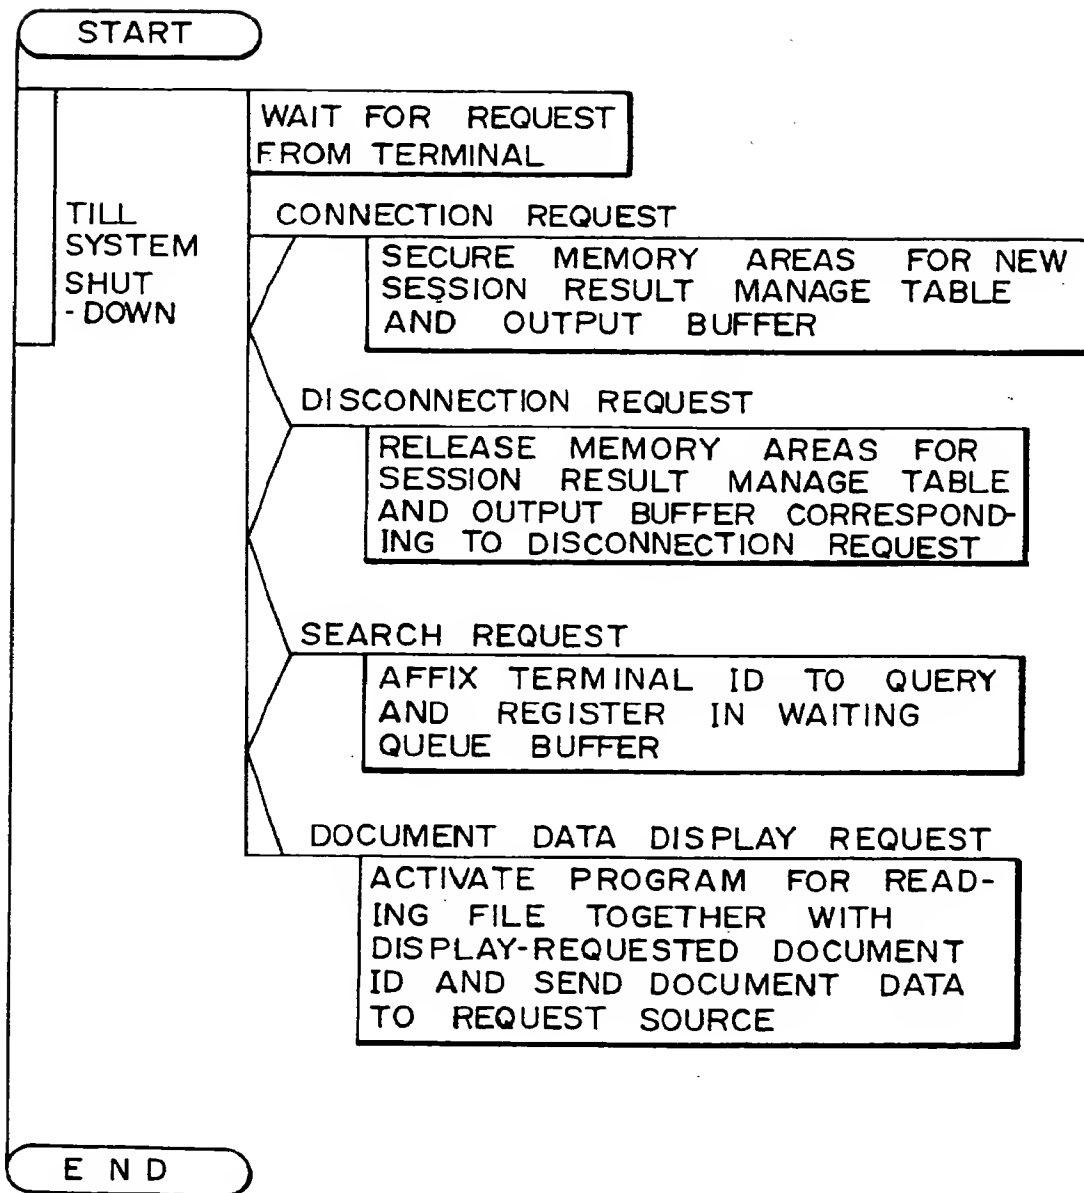 START
WAIT FOR REQUEST
FROM TERMINAL
TILL
SYSTEM
SHUT
-DOWN
CONNECTION REQUEST
SECURE MEMORY AREAS FOR NEW
SESSION RESULT MANAGE TABLE
AND OUTPUT BUFFER
DISCONNECTION REQUEST
RELEASE MEMORY AREAS FOR
SESSION RESULT MANAGE TABLE
AND OUTPUT BUFFER CORRESPOND-
ING TO DISCONNECTION REQUEST
SEARCH REQUEST
AFFIX TERMINAL ID TO QUERY
AND REGISTER IN WAITING
QUEUE BUFFER
DOCUMENT DATA DISPLAY REQUEST
ACTIVATE PROGRAM FOR READ-
ING FILE TOGETHER WITH
DISPLAY-REQUESTED DOCUMENT
ID AND SEND DOCUMENT DATA
TO REQUEST SOURCE
END